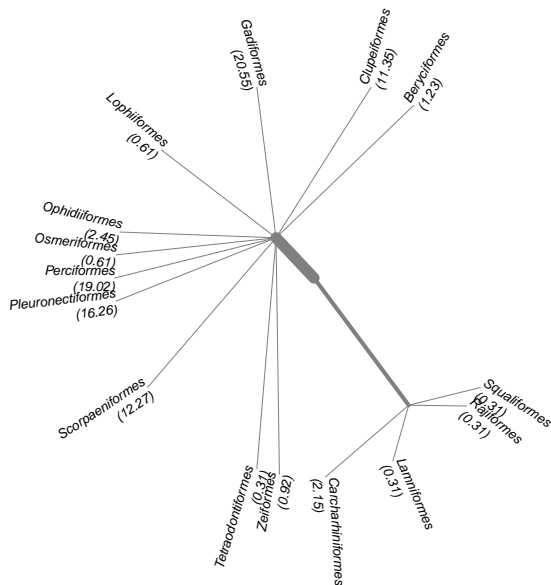 Gadiformes
(20.55)
Clupeiformes
(11.35)
Beryciformes
(1.23)
Lophiiformes
(0.61)
Ophidiiformes
(2.45)
Osmeriformes
(0.61)
Perciformes
(19.02)
Pleuronectiformes
(16.26)
Scorpaeniformes
(12.27)
Tetraodontiformes
(0.31)
Zeiformes
(0.92)
Carcharhiniformes
(2.15)
Lamniformes
(0.31)
Squaliformes
(0.31)
Rajiformes
(0.31)